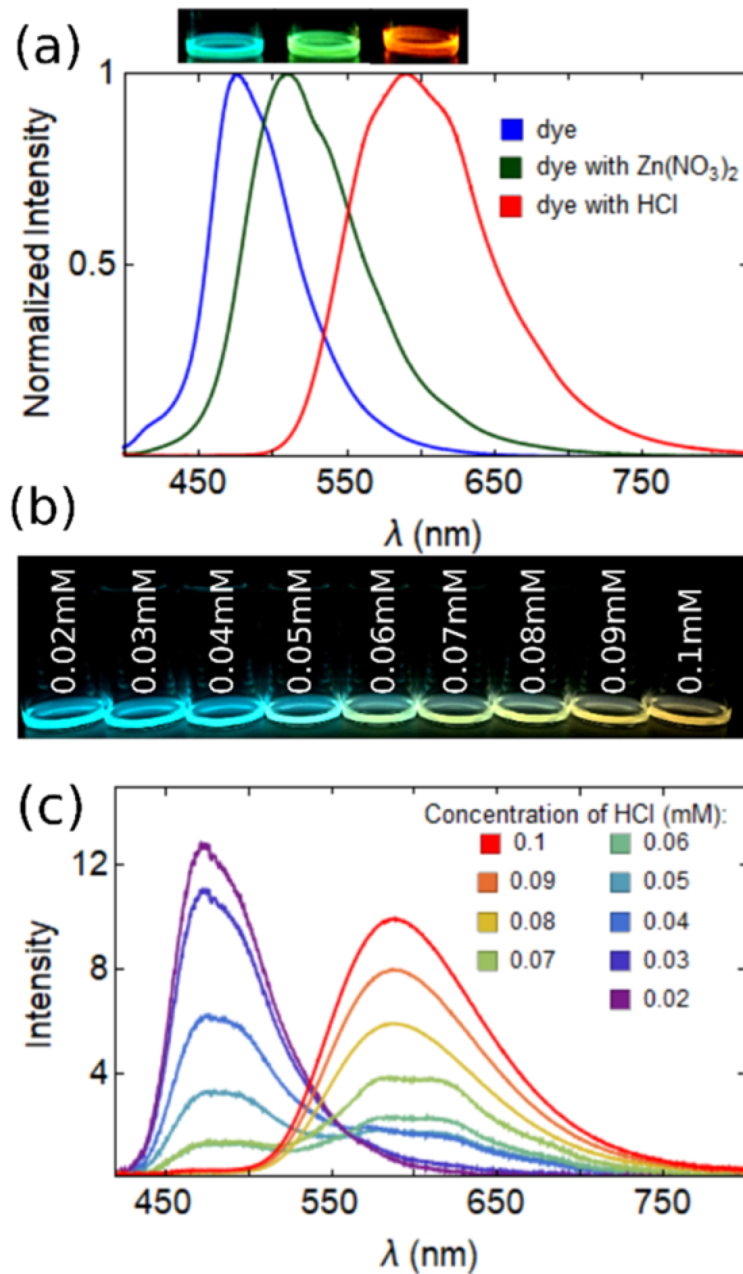 (a)
Normalized Intensity
1
0.5
dye
dye with Zn(NO₃)₂
dye with HCl
450 550 650 750
λ (nm)
(b)
0.02mM
0.03mM
0.04mM
0.05mM
0.06mM
0.07mM
0.08mM
0.09mM
0.1mM
(c)
Intensity
12
8
4
Concentration of HCl (mM):
0.1 0.06
0.09 0.05
0.08 0.04
0.07 0.03
0.02
450 550 650 750
λ (nm)